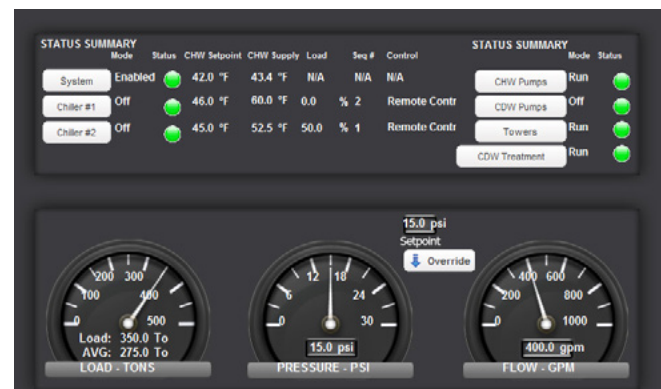 STATUS SUMMARY
Mode Status CHW Setpoint CHW Supply Load Seq # Control
System Enabled 42.0 °F 43.4 °F N/A N/A N/A
Chiller #1 Off 46.0 °F 60.0 °F 0.0 % 2 Remote Contr
Chiller #2 Off 45.0 °F 52.5 °F 50.0 % 1 Remote Contr
STATUS SUMMARY
Mode Status
CHW Pumps Run
CDW Pumps Off
Towers Run
CDW Treatment Run
15.0 psi
Setpoint
Override
0 100 200 300 400 500
Load: 350.0 To
AVG: 275.0 To
LOAD - TONS
0 6 12 18 24 30
15.0 psi
PRESSURE - PSI
0 200 400 600 800 1000
400.0 gpm
FLOW - GPM